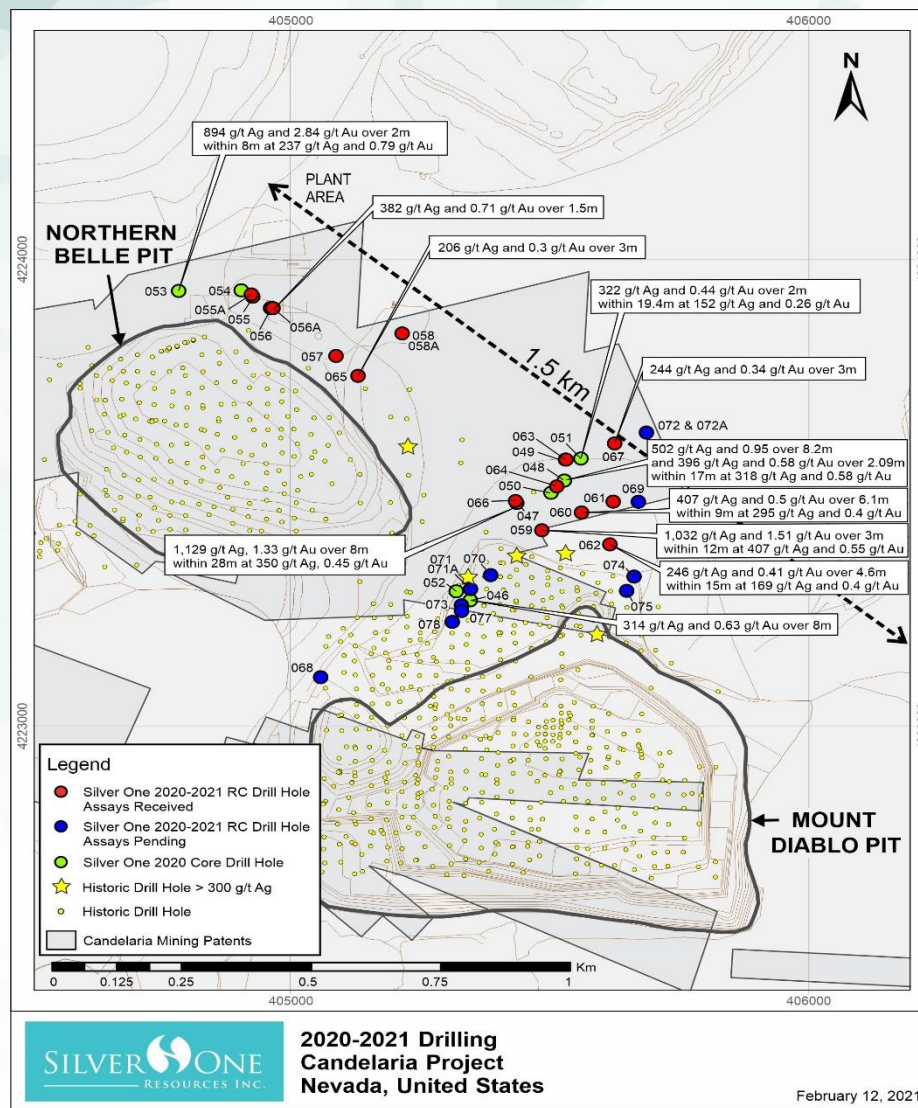 405000
406000
N
894 g/t Ag and 2.84 g/t Au over 2m
within 8m at 237 g/t Ag and 0.79 g/t Au
PLANT
AREA
382 g/t Ag and 0.71 g/t Au over 1.5m
NORTHERN
BELLE PIT
206 g/t Ag and 0.3 g/t Au over 3m
4224000
322 g/t Ag and 0.44 g/t Au over 2m
within 19.4m at 152 g/t Ag and 0.26 g/t Au
053
054
055A
055
056
056A
058
058A
057
065
1.5 km
244 g/t Ag and 0.34 g/t Au over 3m
072 & 072A
063
051
049
067
502 g/t Ag and 0.95 over 8.2m
and 396 g/t Ag and 0.58 g/t Au over 2.09m
within 17m at 318 g/t Ag and 0.58 g/t Au
064
048
050
069
066
047
061
060
059
407 g/t Ag and 0.5 g/t Au over 6.1m
within 9m at 295 g/t Ag and 0.4 g/t Au
1,032 g/t Ag and 1.51 g/t Au over 3m
within 12m at 407 g/t Ag and 0.55 g/t Au
1,129 g/t Ag, 1.33 g/t Au over 8m
within 28m at 350 g/t Ag, 0.45 g/t Au
062
246 g/t Ag and 0.41 g/t Au over 4.6m
within 15m at 169 g/t Ag and 0.4 g/t Au
071
071A
070
074
052
046
075
073
077
078
314 g/t Ag and 0.63 g/t Au over 8m
068
4223000
Legend
Silver One 2020-2021 RC Drill Hole
Assays Received
Silver One 2020-2021 RC Drill Hole
Assays Pending
Silver One 2020 Core Drill Hole
Historic Drill Hole > 300 g/t Ag
Historic Drill Hole
Candelaria Mining Patents
MOUNT
DIABLO PIT
Km
0 0.125 0.25 0.5 0.75 1
405000
406000
SILVER ONE
RESOURCES INC.
2020-2021 Drilling
Candelaria Project
Nevada, United States
February 12, 2021